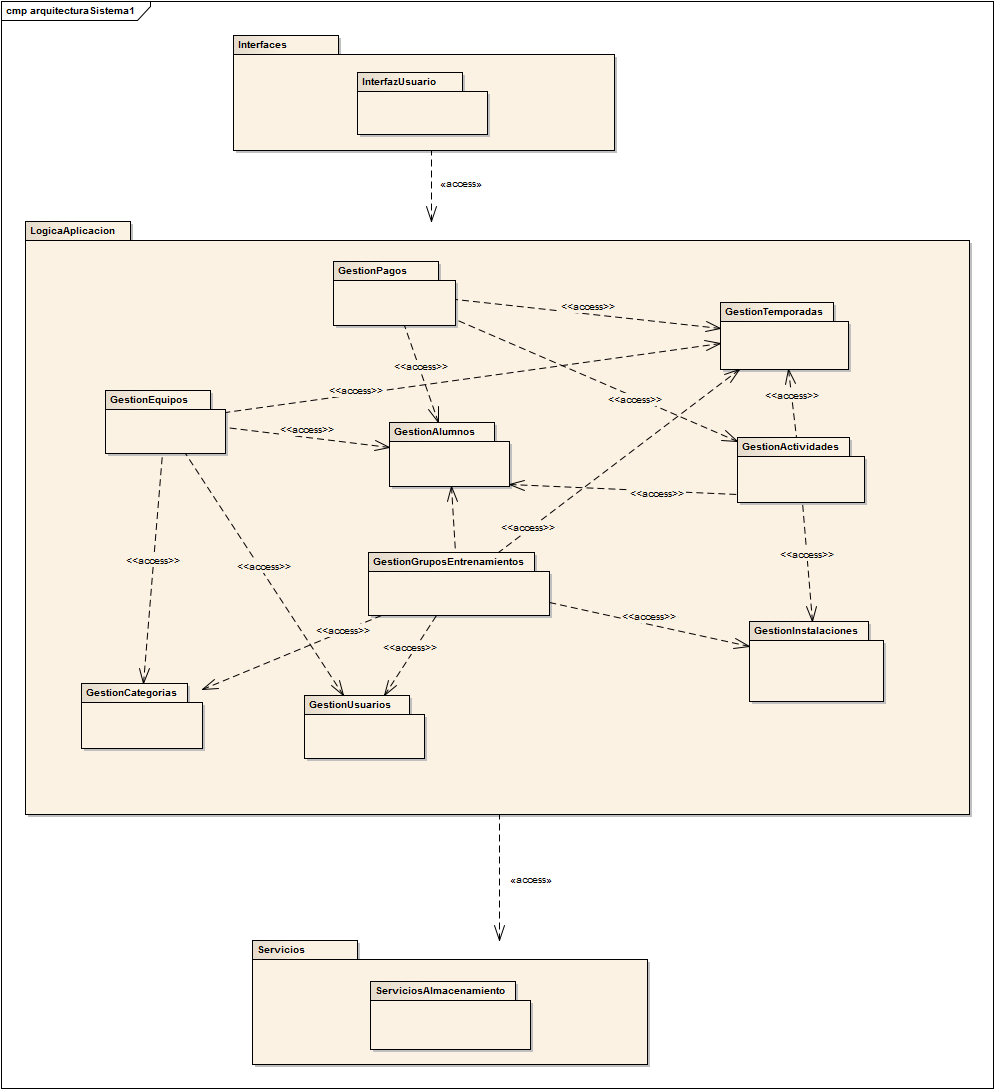 cmp arquitecturaSistema1
Interfaces
InterfazUsuario
«access»
LogicaAplicacion
GestionPagos
<<access>>
GestionTemporadas
<<access>>
<<access>>
GestionEquipos
<<access>>
<<access>>
<<access>>
GestionAlumnos
GestionActividades
<<access>>
<<access>>
<<access>>
<<access>>
GestionGruposEntrenamientos
<<access>>
<<access>>
<<access>>
GestionInstalaciones
<<access>>
GestionCategorias
GestionUsuarios
«access»
Servicios
ServiciosAlmacenamiento